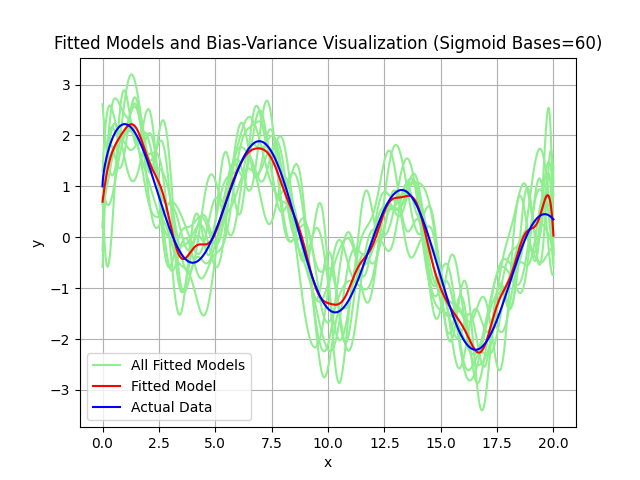 Fitted Models and Bias-Variance Visualization (Sigmoid Bases=60)
3
2
1
0
−1
−2
−3
y
All Fitted Models
Fitted Model
Actual Data
0.0 2.5 5.0 7.5 10.0 12.5 15.0 17.5 20.0
x